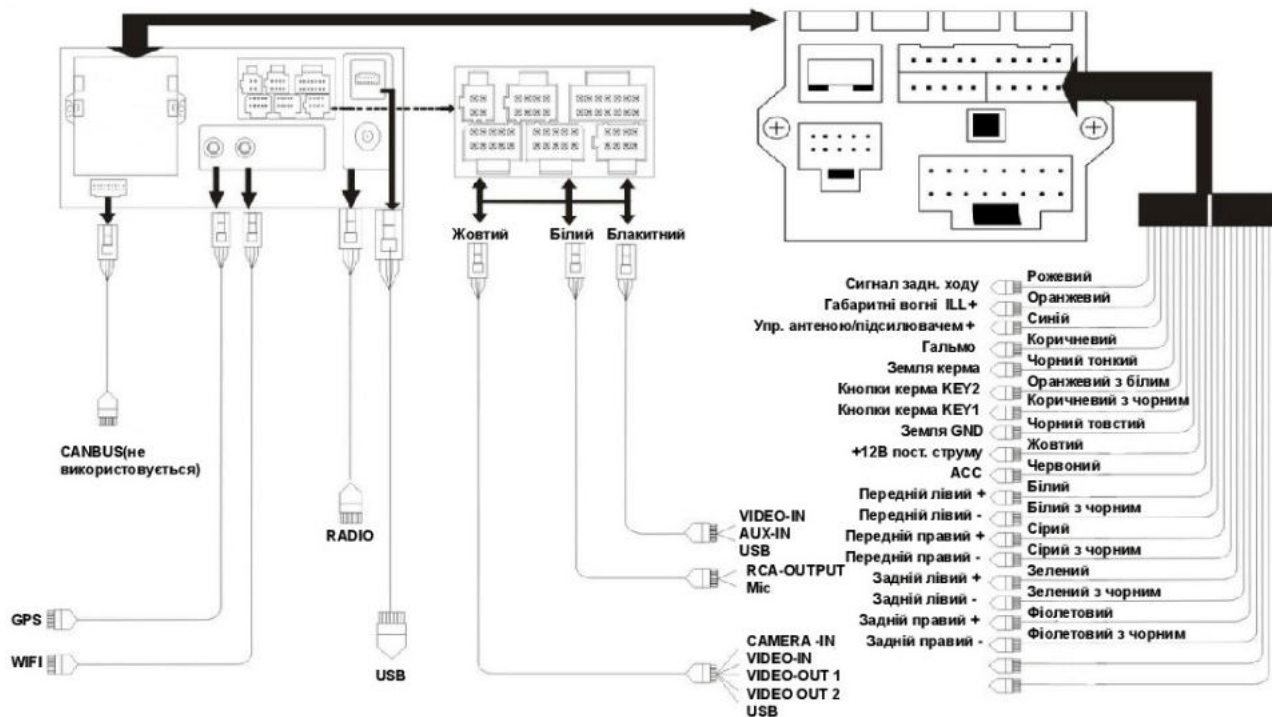 Жовтий
Білий
Блакитний
CANBUS(не
використовується)
RADIO
GPS
WIFI
USB
VIDEO-IN
AUX-IN
USB
RCA-OUTPUT
Mic
CAMERA -IN
VIDEO-IN
VIDEO-OUT 1
VIDEO OUT 2
USB
Сигнал задн. ходу Рожевий
Габаритні вогні ILL+ Оранжевий
Упр. антеною/підсилювачем + Синій
Гальмо Коричневий
Земля керма Чорний тонкий
Кнопки керма KEY2 Оранжевий з білим
Кнопки керма KEY1 Коричневий з чорним
Земля GND Чорний товстий
+12В пост. струму Жовтий
ACC Червоний
Передній лівий + Білий
Передній лівий - Білий з чорним
Передній правий + Сірий
Передній правий - Сірий з чорним
Задній лівий + Зелений
Задній лівий - Зелений з чорним
Задній правий + Фіолетовий
Задній правий - Фіолетовий з чорним